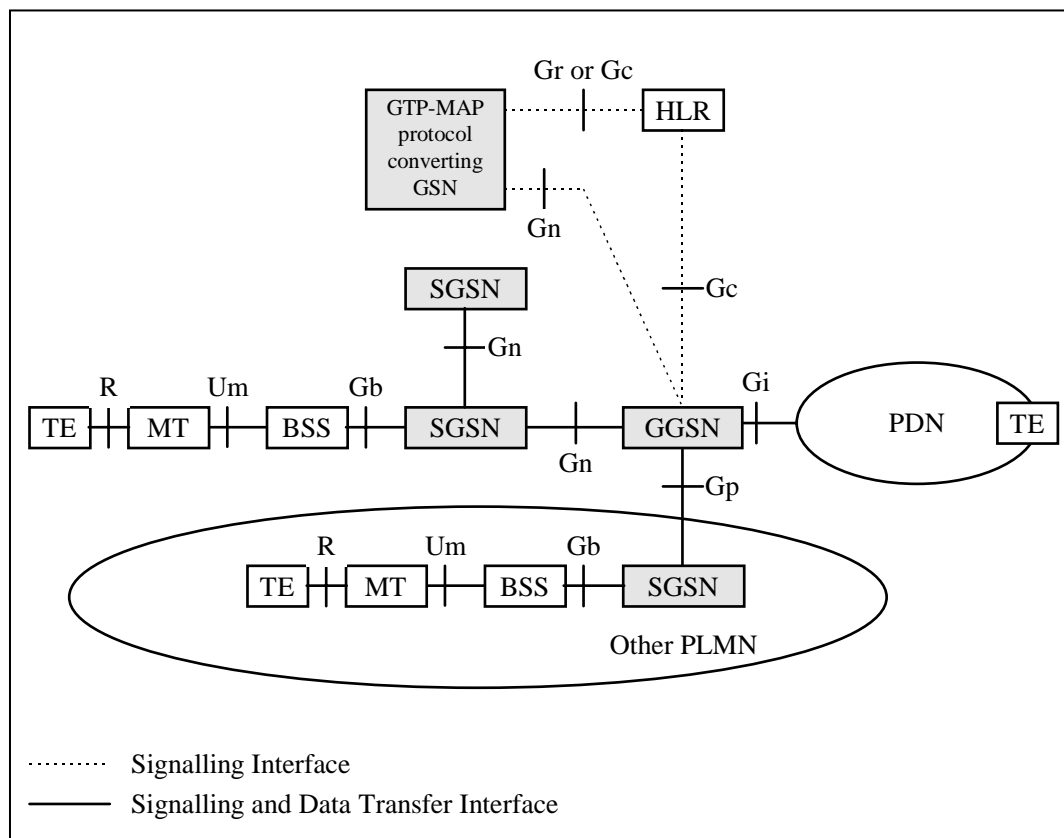 Gr or Gc
GTP-MAP
protocol
converting
GSN
HLR
Gn
SGSN
Gc
Gn
R
Um
Gb
Gi
TE
MT
BSS
SGSN
GGSN
PDN
TE
Gn
Gp
R
Um
Gb
TE
MT
BSS
SGSN
Other PLMN
Signalling Interface
Signalling and Data Transfer Interface